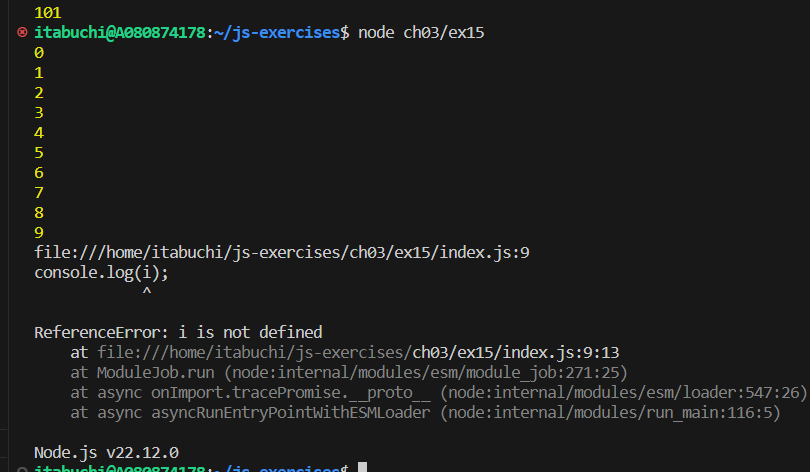 101
itabuchi@A080874178:~/js-exercises$ node ch03/ex15
0
1
2
3
4
5
6
7
8
9
file:///home/itabuchi/js-exercises/ch03/ex15/index.js:9
console.log(i);
            ^
ReferenceError: i is not defined
    at file:///home/itabuchi/js-exercises/ch03/ex15/index.js:9:13
    at ModuleJob.run (node:internal/modules/esm/module_job:271:25)
    at async onImport.tracePromise.__proto__ (node:internal/modules/esm/loader:547:26)
    at async asyncRunEntryPointWithESMLoader (node:internal/modules/run_main:116:5)
Node.js v22.12.0
itabuchi@A080874178:~/js-exercises$